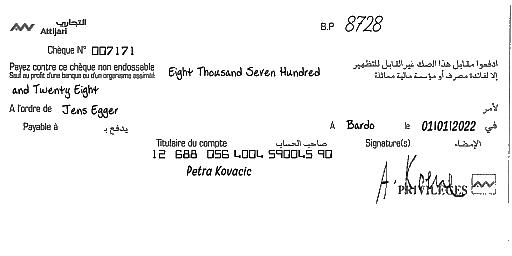 التجاري
Attijari
B.P 8728
Chèque N° 007171
Payez contre ce chèque non endossable
Sauf au profit d'une banque ou d'un organisme assimilé
Eight Thousand Seven Hundred
ادفعوا مقابل هذا الصك غير القابل للتظهير
إلا لفائدة مصرف أو مؤسسة مالية مماثلة
and Twenty Eight
A l'ordre de Jens Egger
لأمر
Payable à يدفع بـ
A Bardo le 01/01/2022 في
Titulaire du compte صاحب الحساب
Signature(s) الإمضاء
12 688 056 4004 590045 90
Petra Kovacic
PRIVILEGES